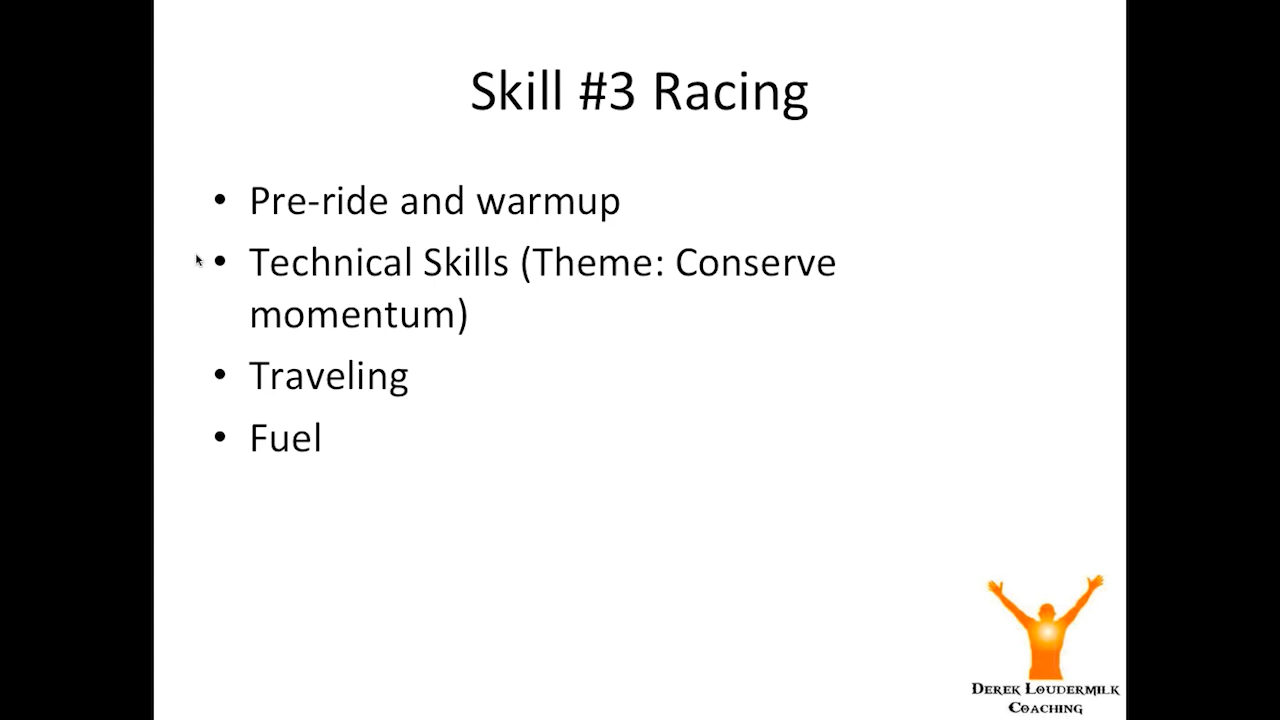 Skill #3 Racing
• Pre-ride and warmup
• Technical Skills (Theme: Conserve
momentum)
• Traveling
• Fuel
Derek Loudermilk
Coaching